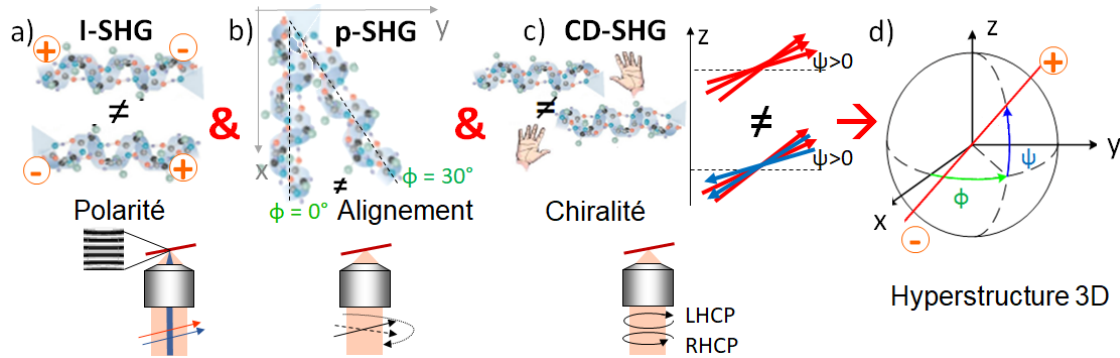 a) I-SHG
+ -
≠
- +
Polarité
&
b) p-SHG
y
x
≠
ϕ = 0°
ϕ = 30°
Alignement
&
c) CD-SHG
≠
Chiralité
LHCP
RHCP
z
ψ>0
≠
ψ>0
d)
z
+
y
ψ
ϕ
x
-
Hyperstructure 3D